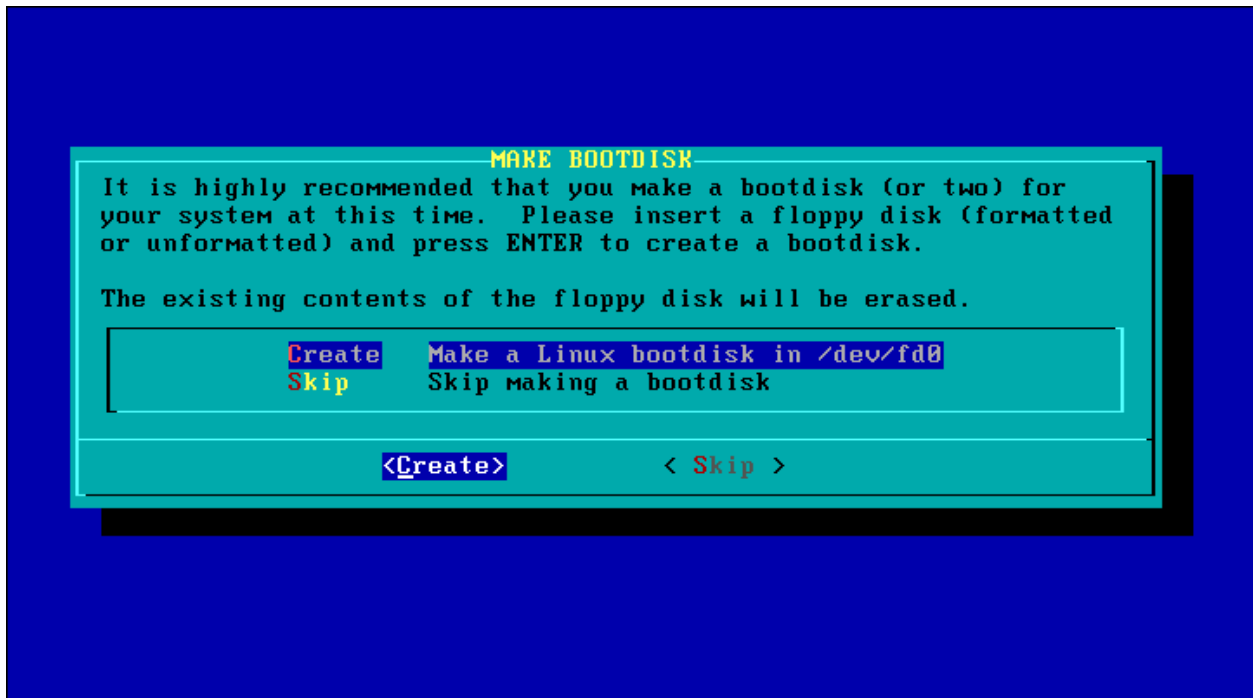 MAKE BOOTDISK
It is highly recommended that you make a bootdisk (or two) for
your system at this time.  Please insert a floppy disk (formatted
or unformatted) and press ENTER to create a bootdisk.
The existing contents of the floppy disk will be erased.
Create   Make a Linux bootdisk in /dev/fd0
Skip     Skip making a bootdisk
<Create>          < Skip >